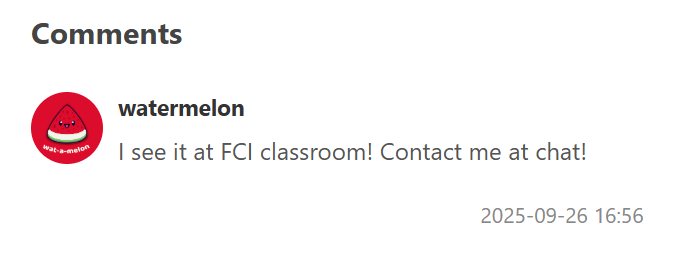 Comments
watermelon
wat-a-melon
I see it at FCI classroom! Contact me at chat!
2025-09-26 16:56